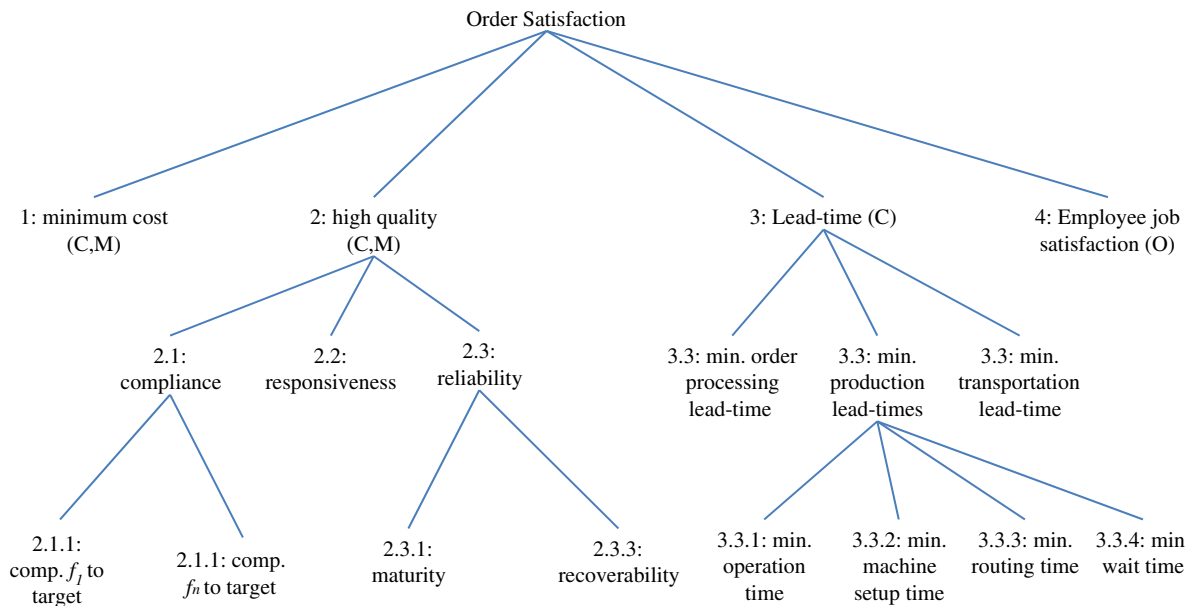 Order Satisfaction
1: minimum cost
(C,M)
2: high quality
(C,M)
3: Lead-time (C)
4: Employee job
satisfaction (O)
2.1:
compliance
2.2:
responsiveness
2.3:
reliability
3.3: min. order
processing
lead-time
3.3: min.
production
lead-times
3.3: min.
transportation
lead-time
2.1.1:
comp. f1 to
target
2.1.1: comp.
fn to target
2.3.1:
maturity
2.3.3:
recoverability
3.3.1: min.
operation
time
3.3.2: min.
machine
setup time
3.3.3: min.
routing time
3.3.4: min
wait time